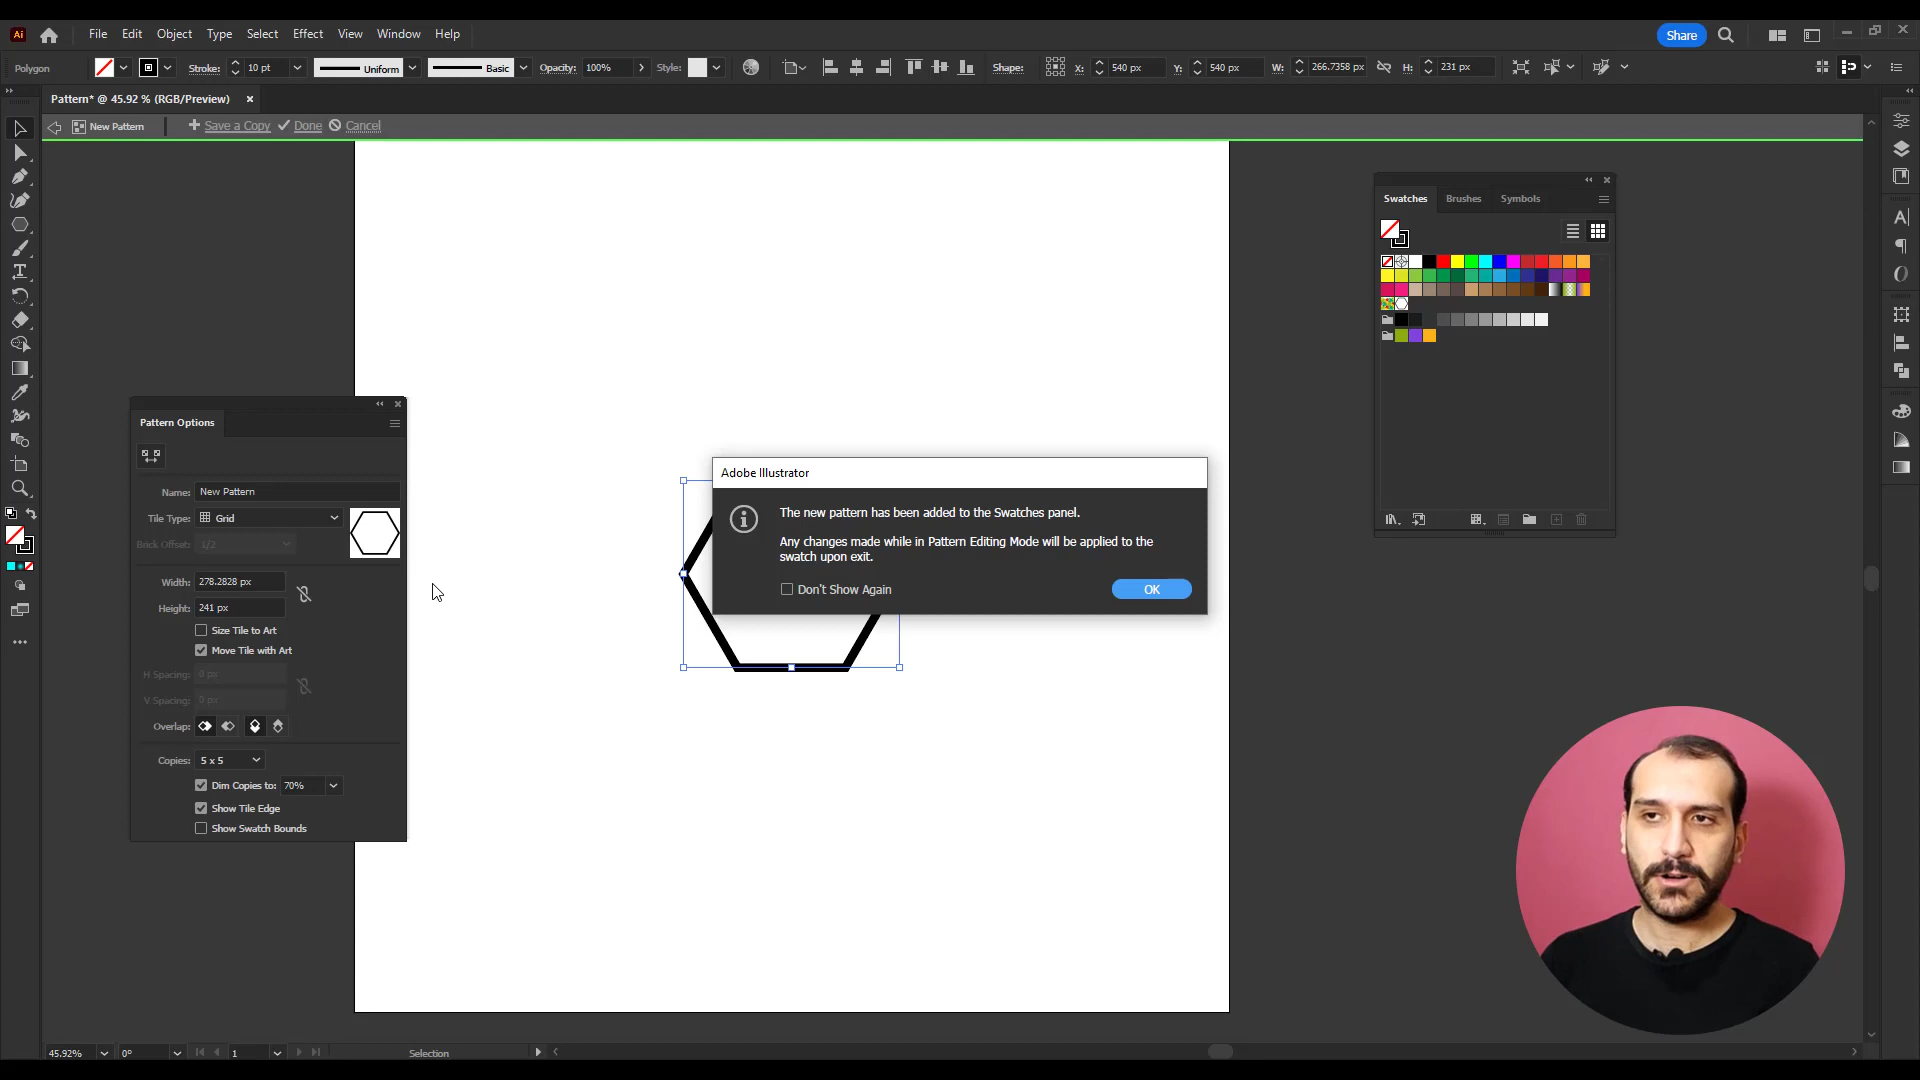 Ai File Edit Object Type Select Effect View Window Help Share
Polygon Stroke: 10 pt Uniform Basic Opacity: 100% Style: Shape: X: 540 px Y: 540 px W: 266.7358 px H: 231 px
Pattern* @ 45.92 % (RGB/Preview)
New Pattern Save a Copy Done Cancel
Swatches Brushes Symbols
Pattern Options
Name: New Pattern
Tile Type: Grid
Brick Offset: 1/2
Width: 278.2828 px
Height: 241 px
Size Tile to Art
Move Tile with Art
H Spacing: 0 px
V Spacing: 0 px
Overlap:
Copies: 5 x 5
Dim Copies to: 70%
Show Tile Edge
Show Swatch Bounds
Adobe Illustrator
The new pattern has been added to the Swatches panel.
Any changes made while in Pattern Editing Mode will be applied to the
swatch upon exit.
Don't Show Again OK
45.92% 0° 1 Selection